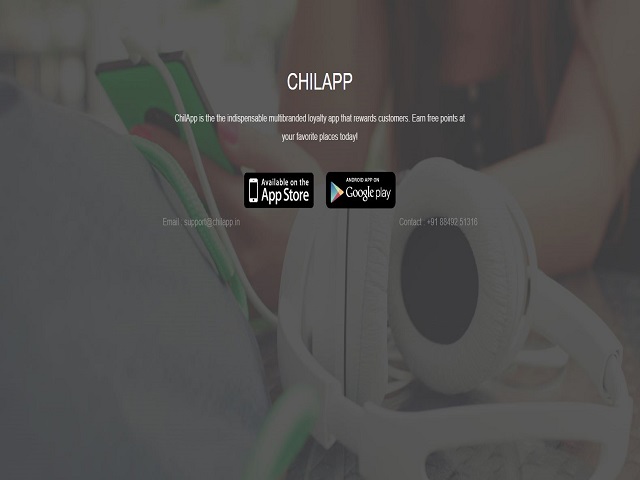 CHILAPP
ChilApp is the the indispensable multibranded loyalty app that rewards customers. Earn free points at
your favorite places today!
Available on the
App Store
ANDROID APP ON
Google play
Email : support@chilapp.in
Contact : +91 88492 51316